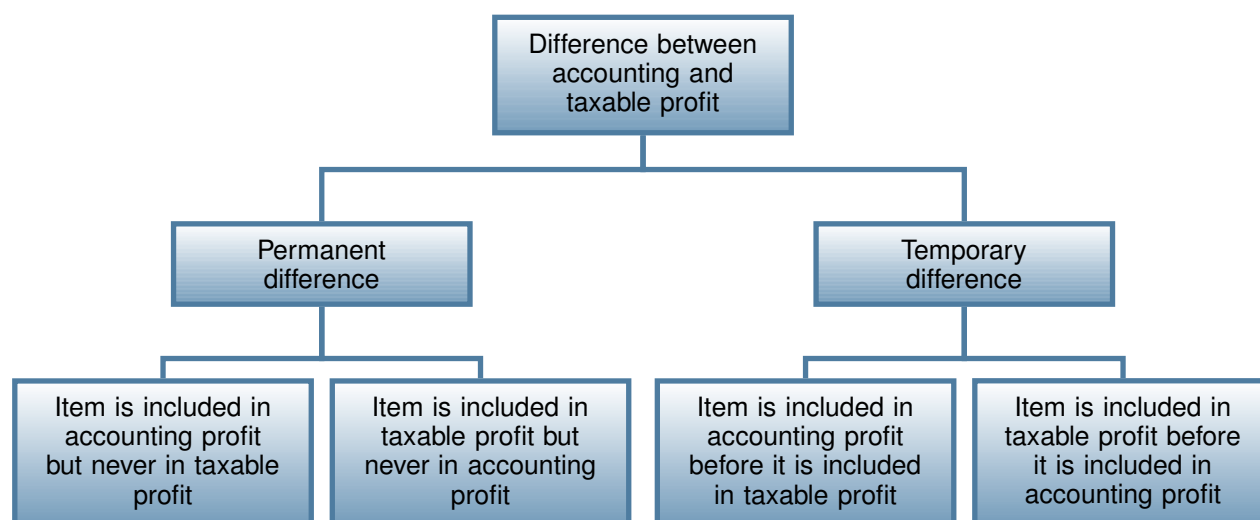 Difference between
accounting and
taxable profit
Permanent
difference
Temporary
difference
Item is included in
accounting profit
but never in taxable
profit
Item is included in
taxable profit but
never in accounting
profit
Item is included in
accounting profit
before it is included
in taxable profit
Item is included in
taxable profit before
it is included in
accounting profit